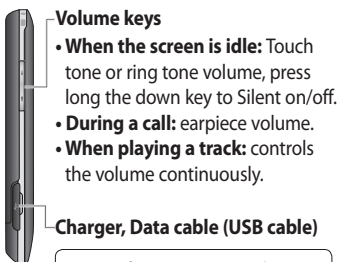 Volume keys
• When the screen is idle: Touch
tone or ring tone volume, press
long the down key to Silent on/off.
• During a call: earpiece volume.
• When playing a track: controls
the volume continuously.
Charger, Data cable (USB cable)